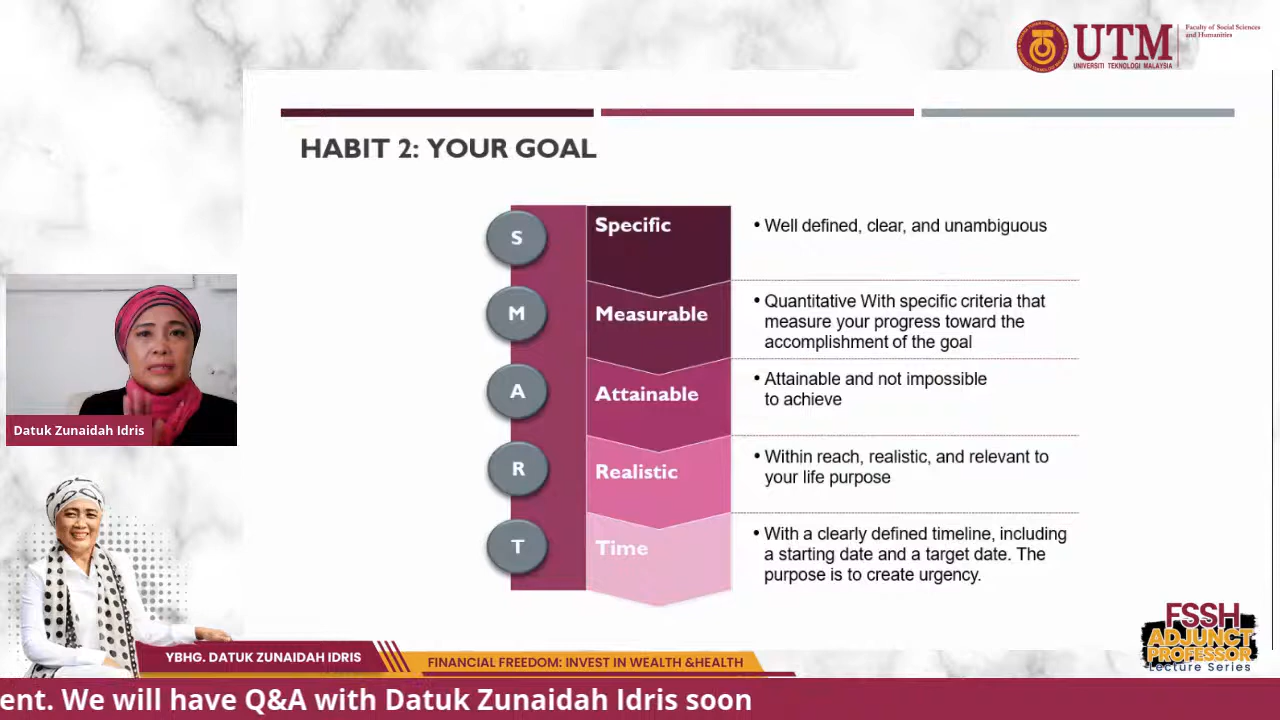 UTM
UNIVERSITI TEKNOLOGI MALAYSIA
Faculty of Social Sciences
and Humanities
HABIT 2: YOUR GOAL
S
Specific
• Well defined, clear, and unambiguous
M
Measurable
• Quantitative With specific criteria that
measure your progress toward the
accomplishment of the goal
A
Attainable
• Attainable and not impossible
to achieve
R
Realistic
• Within reach, realistic, and relevant to
your life purpose
T
Time
• With a clearly defined timeline, including
a starting date and a target date. The
purpose is to create urgency.
Datuk Zunaidah Idris
YBHG. DATUK ZUNAIDAH IDRIS
FINANCIAL FREEDOM: INVEST IN WEALTH &HEALTH
FSSH
ADJUNCT
PROFESSOR
Lecture Series
ent. We will have Q&A with Datuk Zunaidah Idris soon